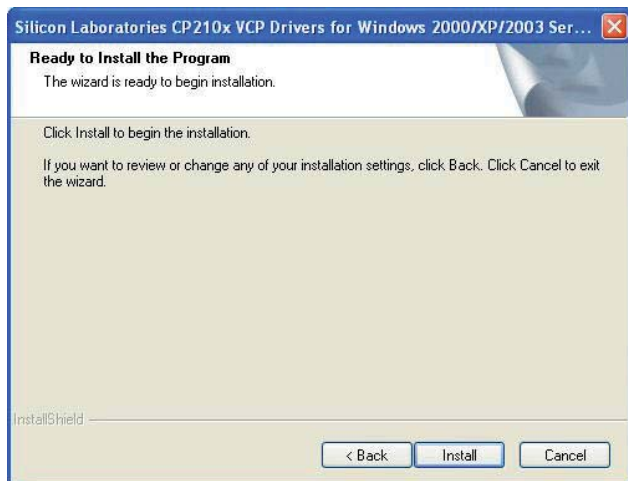 Silicon Laboratories CP210x VCP Drivers for Windows 2000/XP/2003 Ser...
Ready to Install the Program
The wizard is ready to begin installation.
Click Install to begin the installation.
If you want to review or change any of your installation settings, click Back. Click Cancel to exit
the wizard.
InstallShield
< Back Install Cancel